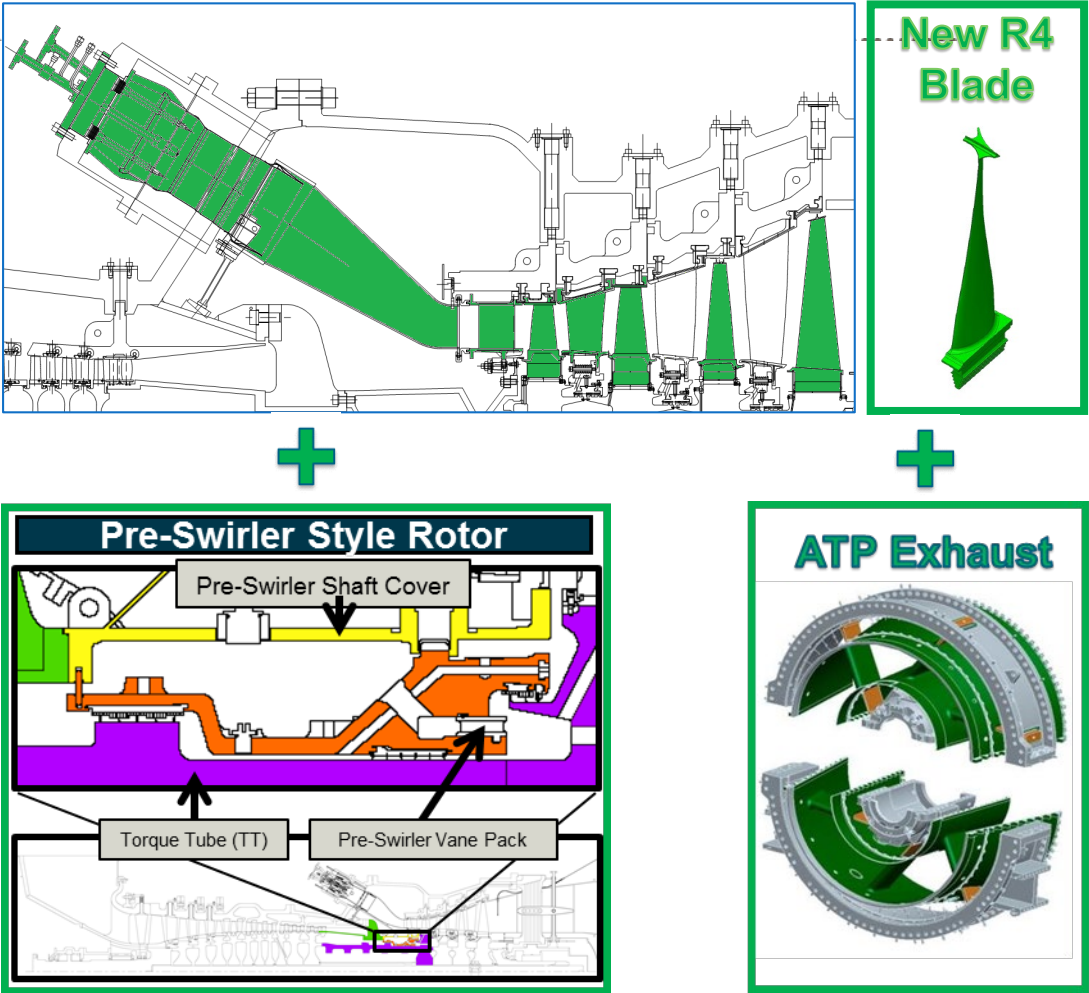 New R4
Blade
Pre-Swirler Style Rotor
Pre-Swirler Shaft Cover
Torque Tube (TT)
Pre-Swirler Vane Pack
ATP Exhaust